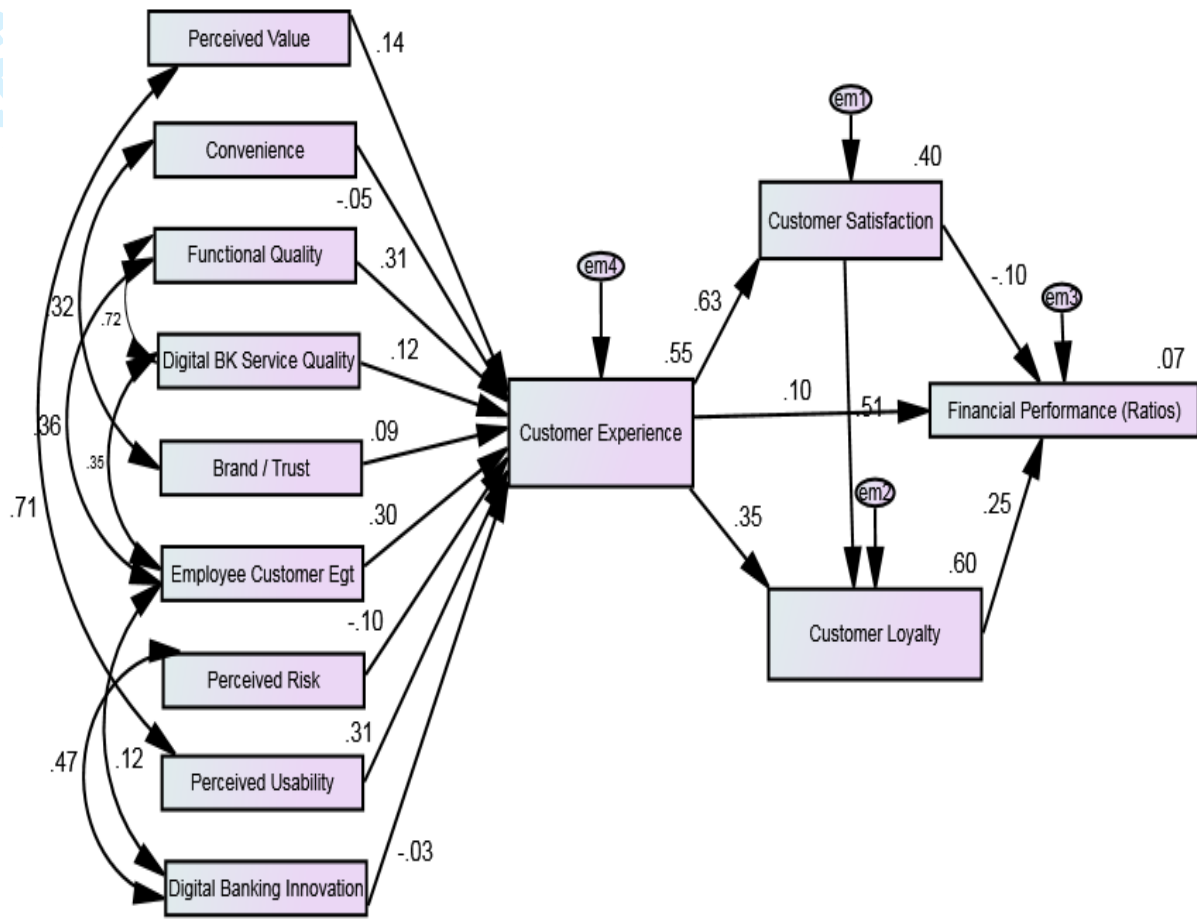 Perceived Value
.14
em1
Convenience
.40
-.05
Customer Satisfaction
Functional Quality
.31
em4
-.10
em3
.63
.32
.72
.55
.07
Digital BK Service Quality
.12
.10
.51
Financial Performance (Ratios)
.36
.09
Customer Experience
.35
Brand / Trust
em2
.71
.30
.35
.25
Employee Customer Egt
.60
-.10
Customer Loyalty
Perceived Risk
.31
.47
.12
Perceived Usability
-.03
Digital Banking Innovation